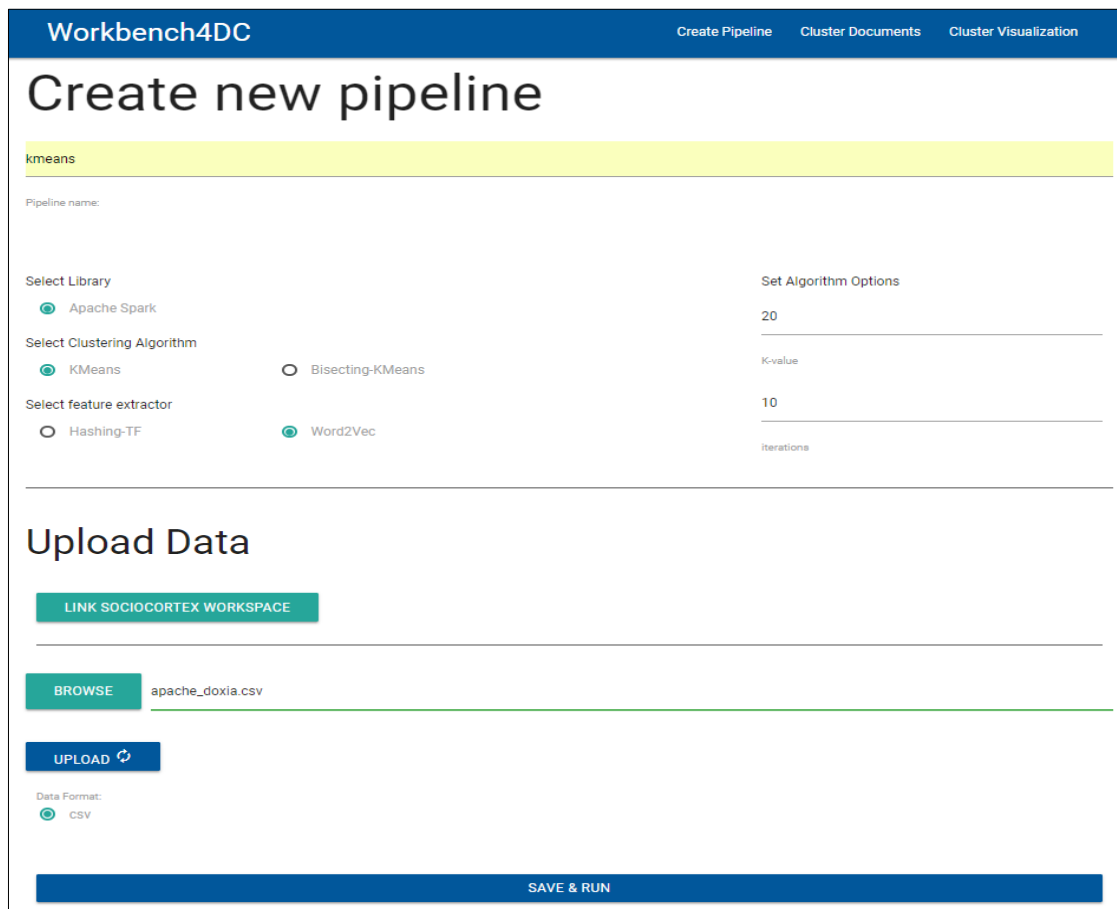 Workbench4DC
Create Pipeline Cluster Documents Cluster Visualization
Create new pipeline
kmeans
Pipeline name:
Select Library
Apache Spark
Select Clustering Algorithm
KMeans Bisecting-KMeans
Select feature extractor
Hashing-TF Word2Vec
Set Algorithm Options
20
K-value
10
iterations
Upload Data
LINK SOCIOCORTEX WORKSPACE
BROWSE apache_doxia.csv
UPLOAD
Data Format:
csv
SAVE & RUN